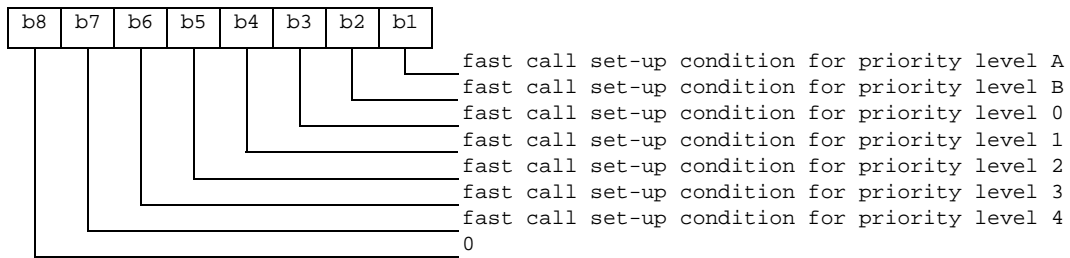 b8 b7 b6 b5 b4 b3 b2 b1
fast call set-up condition for priority level A
fast call set-up condition for priority level B
fast call set-up condition for priority level 0
fast call set-up condition for priority level 1
fast call set-up condition for priority level 2
fast call set-up condition for priority level 3
fast call set-up condition for priority level 4
0